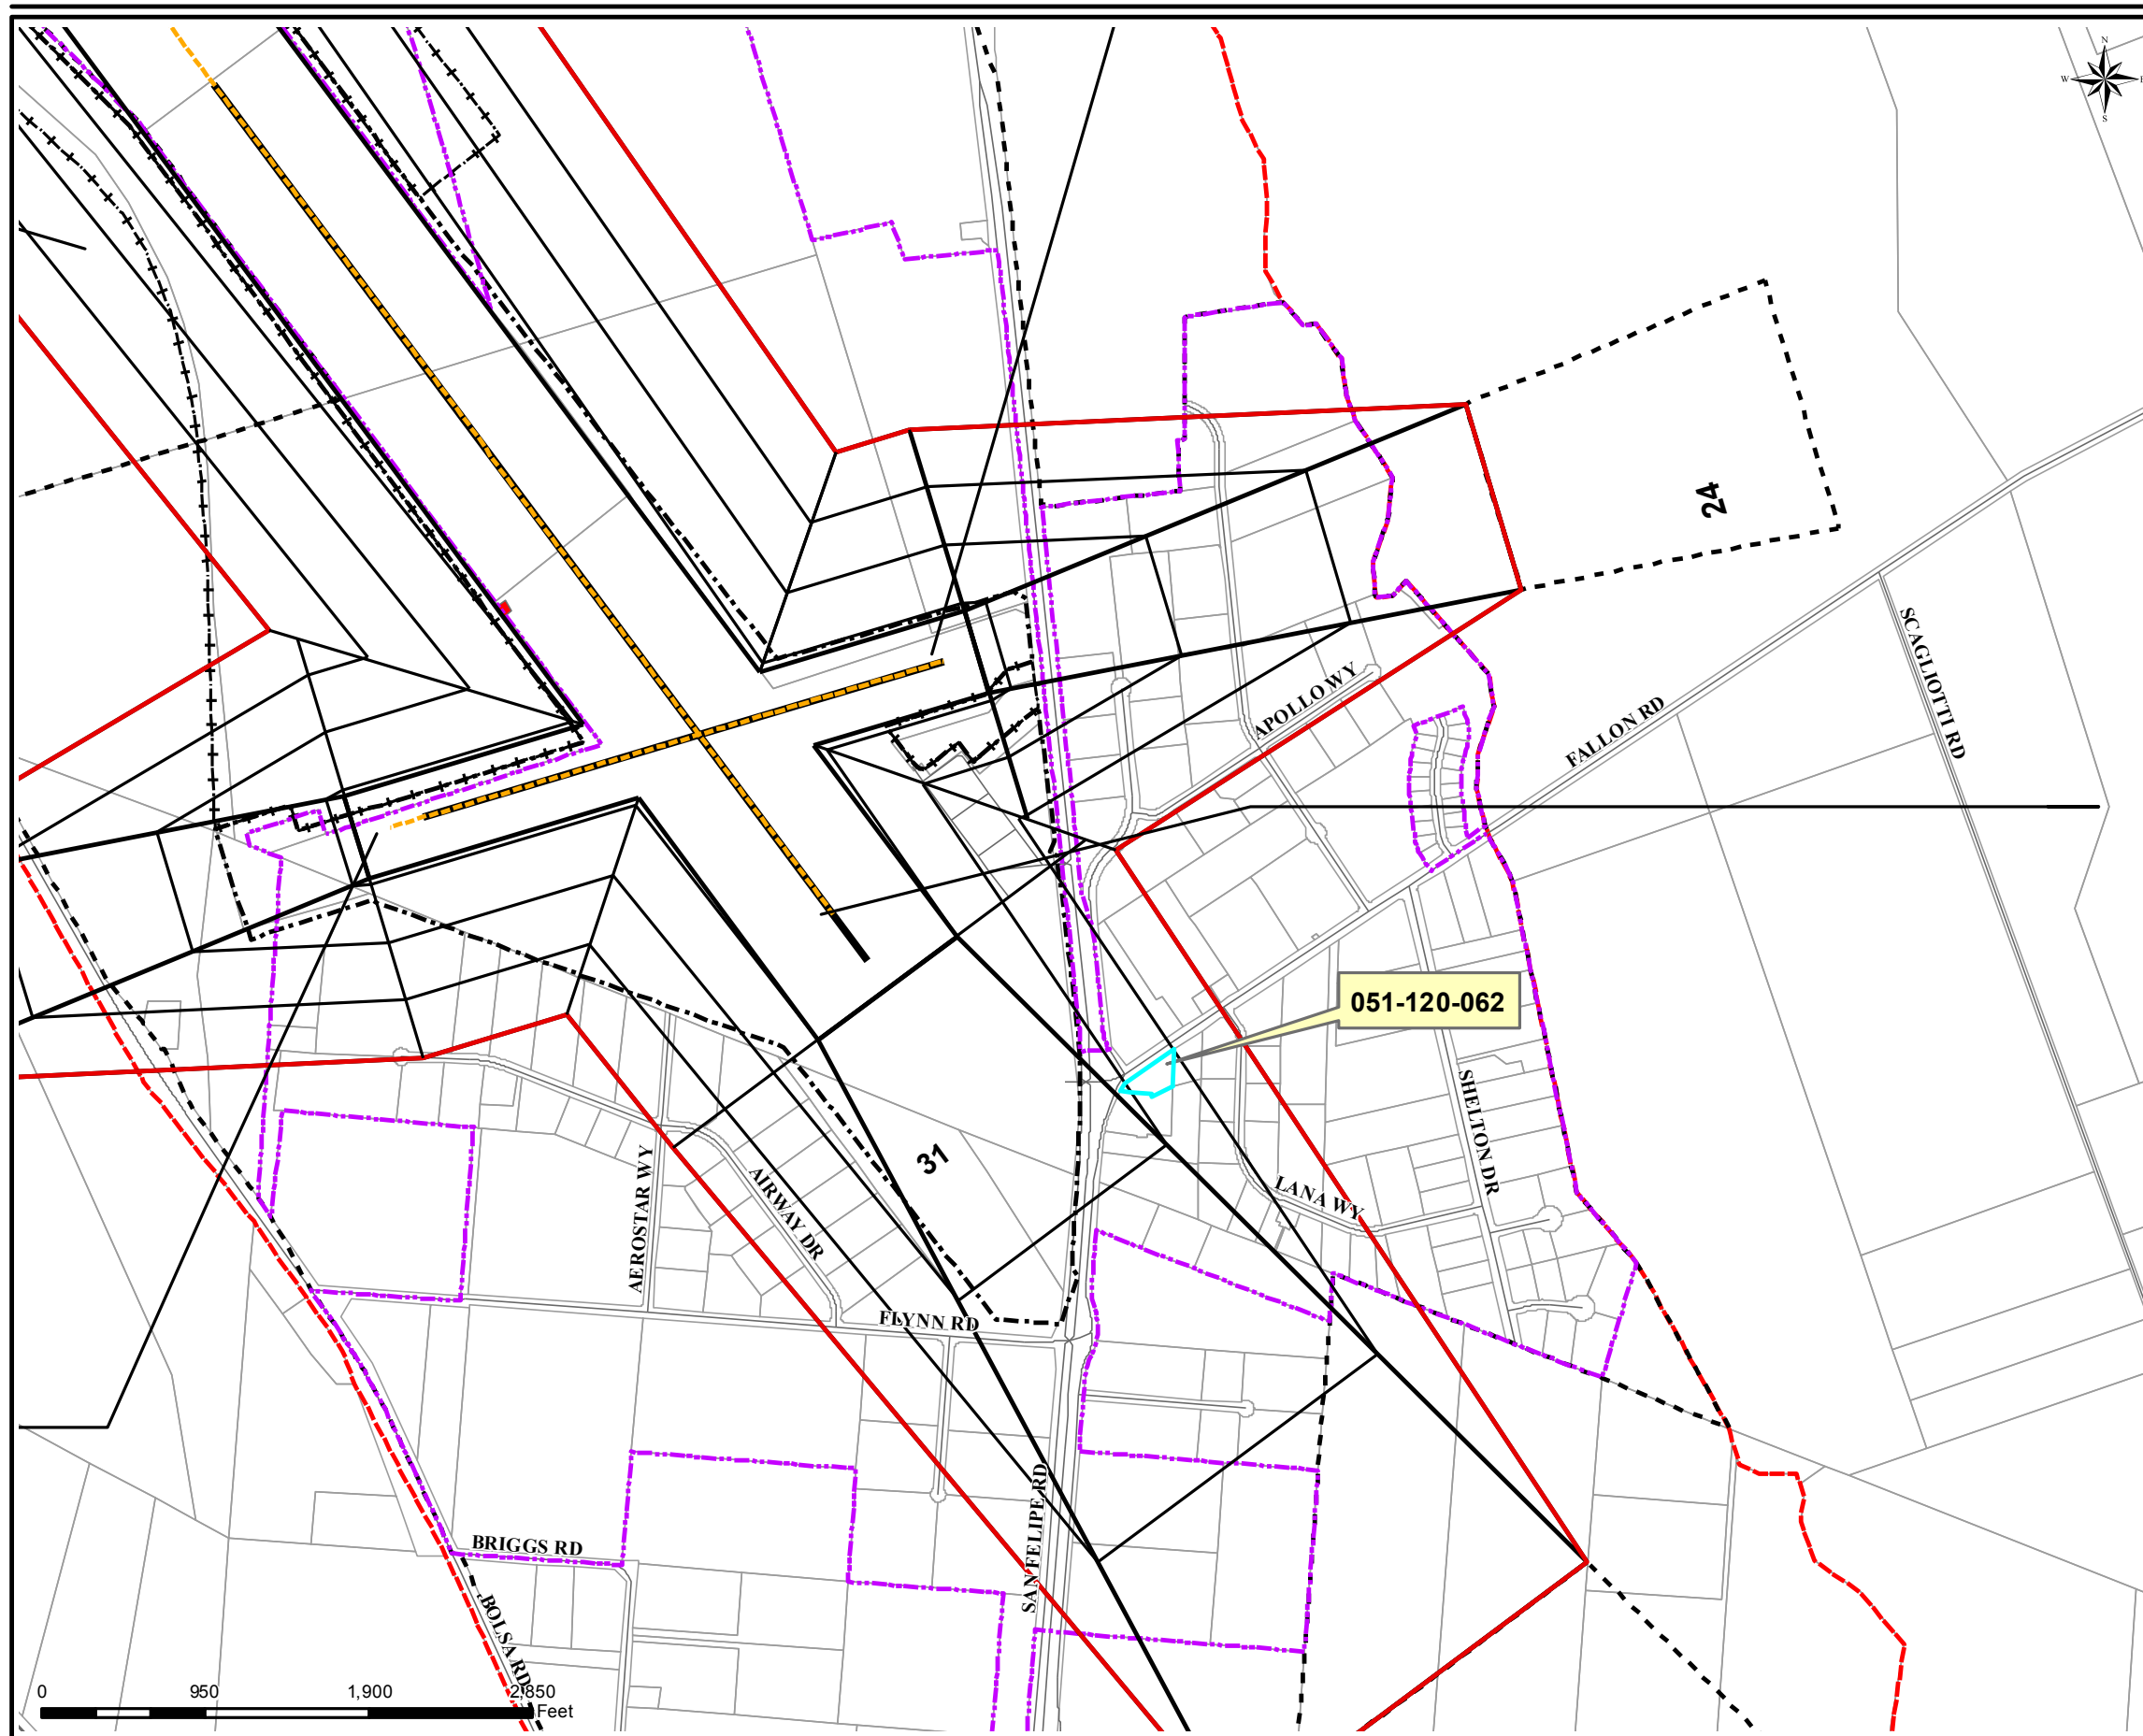 N
W
E
S
24
SCAGLIOTTI RD
APOLLO WY
FALLON RD
051-120-062
SHELTON DR
31
LANA WY
AEROSTAR WY
AIRWAY DR
FLYNN RD
SAN FELIPE RD
BRIGGS RD
BOLSA RD
0 950 1,900 2,850
Feet